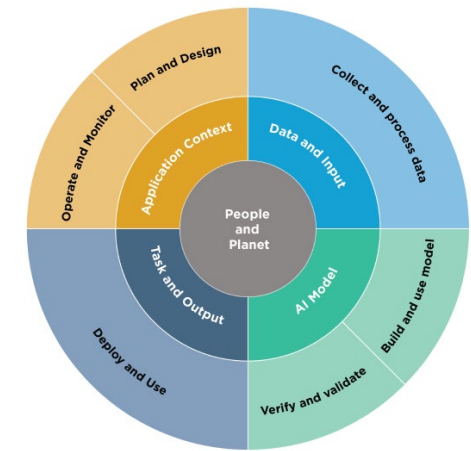 Plan and Design
Collect and process data
Operate and Monitor
Application Context
Data and Input
People
and
Planet
Task and Output
AI Model
Deploy and Use
Verify and validate
Build and use model